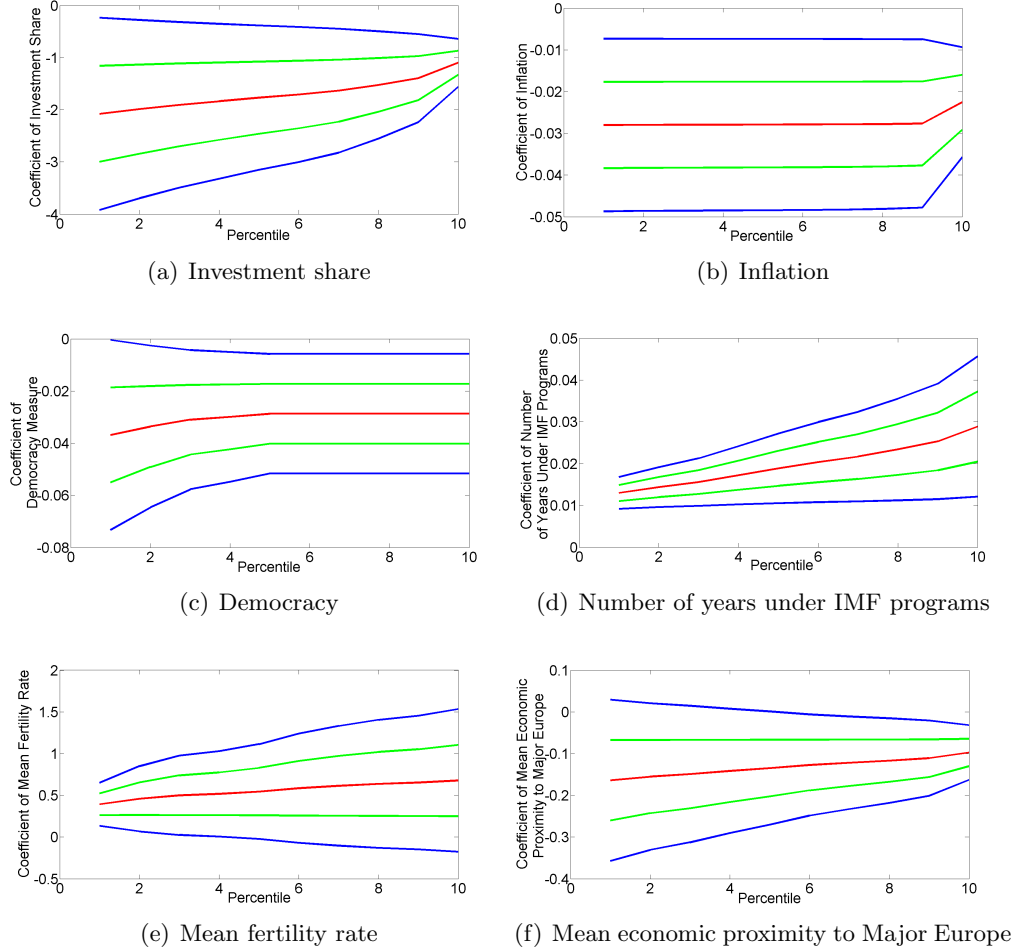 0
-1
-2
-3
-4
0 2 4 6 8 10
Percentile
Coefficient of Investment Share
(a) Investment share
0
-0.01
-0.02
-0.03
-0.04
-0.05
0 2 4 6 8 10
Percentile
Coefficient of Inflation
(b) Inflation
0
-0.02
-0.04
-0.06
-0.08
0 2 4 6 8 10
Percentile
Coefficient of
Democracy Measure
(c) Democracy
0.05
0.04
0.03
0.02
0.01
0
0 2 4 6 8 10
Percentile
Coefficient of Number
of Years Under IMF Programs
(d) Number of years under IMF programs
2
1.5
1
0.5
0
-0.5
0 2 4 6 8 10
Percentile
Coefficient of Mean Fertility Rate
(e) Mean fertility rate
0.1
0
-0.1
-0.2
-0.3
-0.4
0 2 4 6 8 10
Percentile
Coefficient of Mean Economic
Proximity to Major Europe
(f) Mean economic proximity to Major Europe